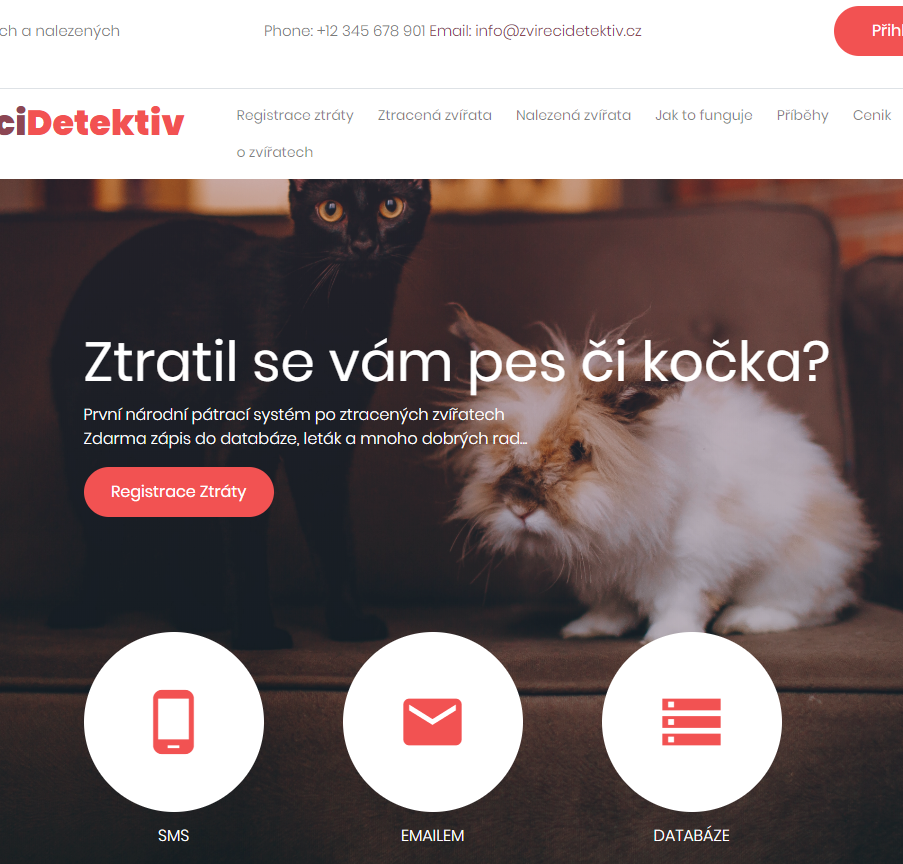 ch a nalezených
Phone: +12 345 678 901 Email: info@zvirecidetektiv.cz
Přihl
ciDetektiv
Registrace ztráty Ztracená zvířata Nalezená zvířata Jak to funguje Příběhy Ceník
o zvířatech
Ztratil se vám pes či kočka?
První národní pátrací systém po ztracených zvířatech
Zdarma zápis do databáze, leták a mnoho dobrých rad...
Registrace Ztráty
SMS
EMAILEM
DATABÁZE